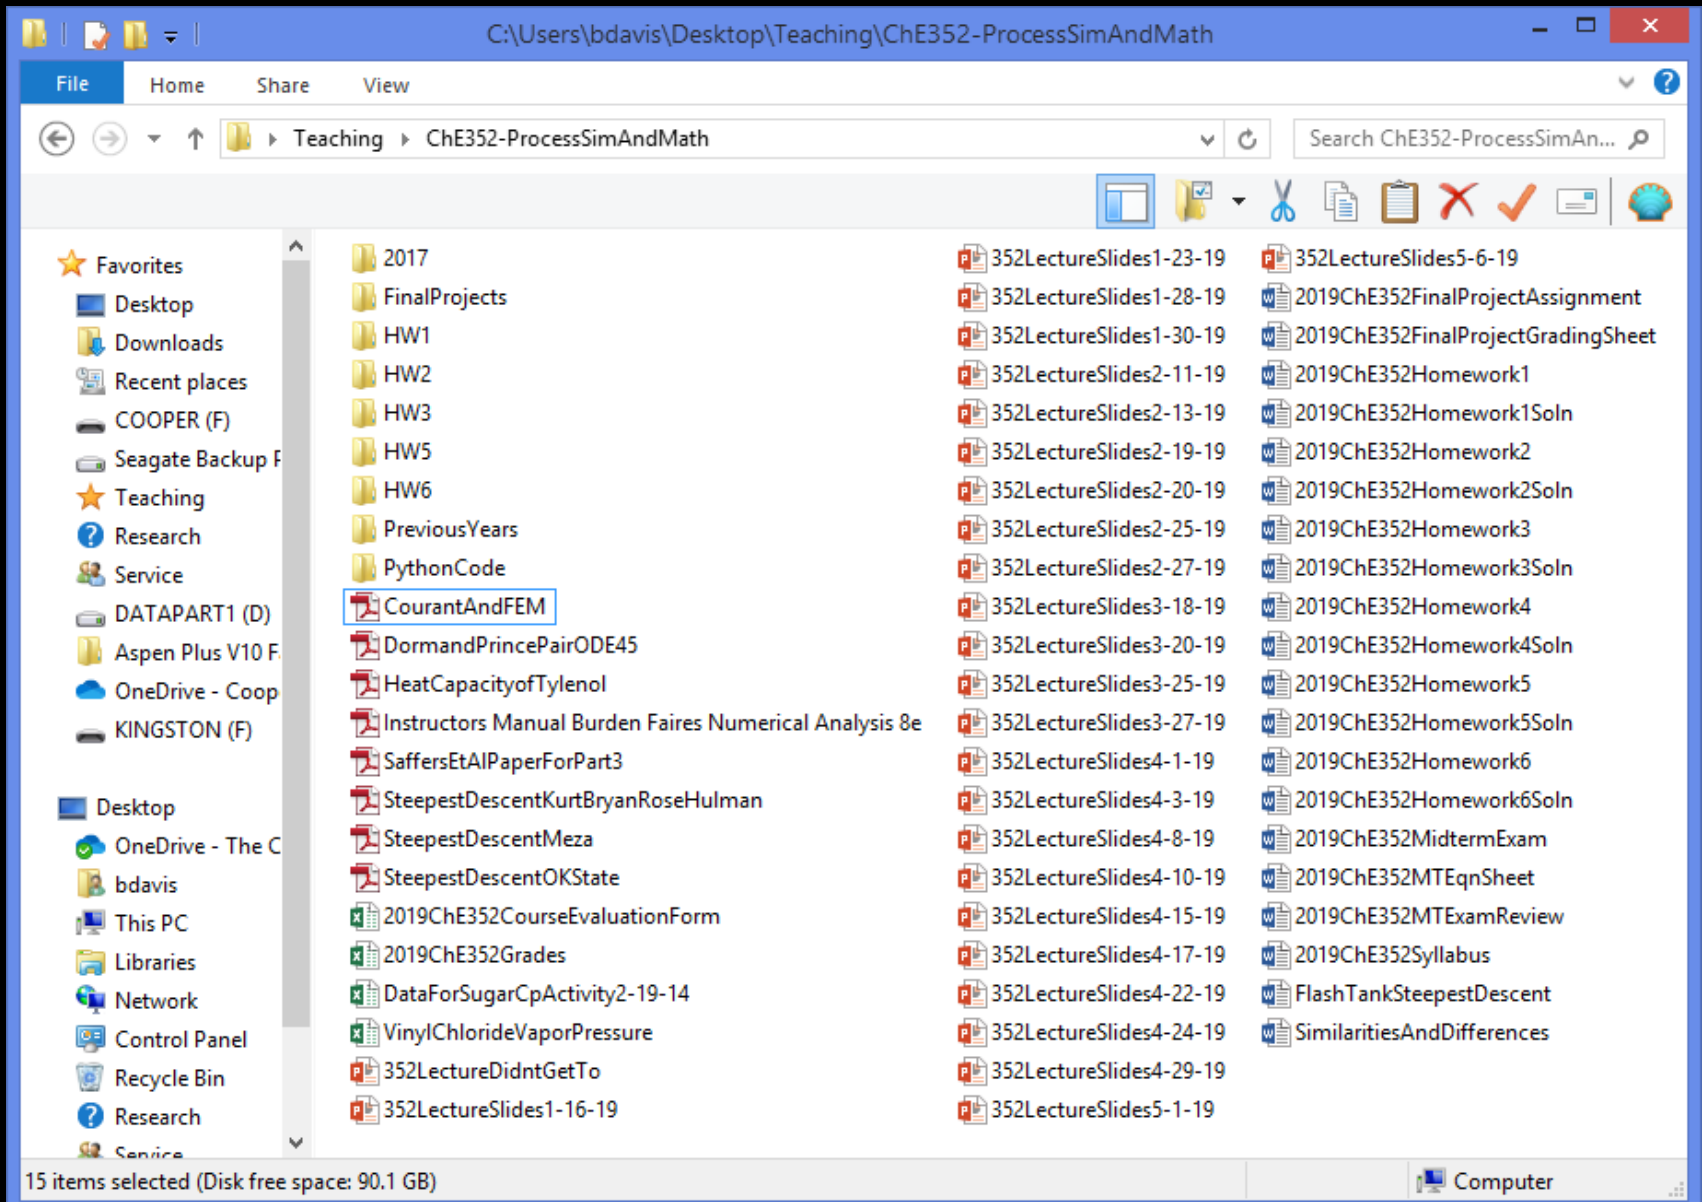 C:\Users\bdavis\Desktop\Teaching\ChE352-ProcessSimAndMath
File Home Share View
Teaching ChE352-ProcessSimAndMath
Search ChE352-ProcessSimAn...
Favorites
Desktop
Downloads
Recent places
COOPER (F)
Seagate Backup
Teaching
Research
Service
DATAPART1 (D)
Aspen Plus V10 F
OneDrive - Coop
KINGSTON (F)
Desktop
OneDrive - The C
bdavis
This PC
Libraries
Network
Control Panel
Recycle Bin
Research
Service
2017
FinalProjects
HW1
HW2
HW3
HW5
HW6
PreviousYears
PythonCode
CourantAndFEM
DormandPrincePairODE45
HeatCapacityofTylenol
Instructors Manual Burden Faires Numerical Analysis 8e
SaffersEtAlPaperForPart3
SteepestDescentKurtBryanRoseHulman
SteepestDescentMeza
SteepestDescentOKState
2019ChE352CourseEvaluationForm
2019ChE352Grades
DataForSugarCpActivity2-19-14
VinylChlorideVaporPressure
352LectureDidntGetTo
352LectureSlides1-16-19
352LectureSlides1-23-19
352LectureSlides1-28-19
352LectureSlides1-30-19
352LectureSlides2-11-19
352LectureSlides2-13-19
352LectureSlides2-19-19
352LectureSlides2-20-19
352LectureSlides2-25-19
352LectureSlides2-27-19
352LectureSlides3-18-19
352LectureSlides3-20-19
352LectureSlides3-25-19
352LectureSlides3-27-19
352LectureSlides4-1-19
352LectureSlides4-3-19
352LectureSlides4-8-19
352LectureSlides4-10-19
352LectureSlides4-15-19
352LectureSlides4-17-19
352LectureSlides4-22-19
352LectureSlides4-24-19
352LectureSlides4-29-19
352LectureSlides5-1-19
352LectureSlides5-6-19
2019ChE352FinalProjectAssignment
2019ChE352FinalProjectGradingSheet
2019ChE352Homework1
2019ChE352Homework1Soln
2019ChE352Homework2
2019ChE352Homework2Soln
2019ChE352Homework3
2019ChE352Homework3Soln
2019ChE352Homework4
2019ChE352Homework4Soln
2019ChE352Homework5
2019ChE352Homework5Soln
2019ChE352Homework6
2019ChE352Homework6Soln
2019ChE352MidtermExam
2019ChE352MTEqnSheet
2019ChE352MTExamReview
2019ChE352Syllabus
FlashTankSteepestDescent
SimilaritiesAndDifferences
15 items selected (Disk free space: 90.1 GB)
Computer